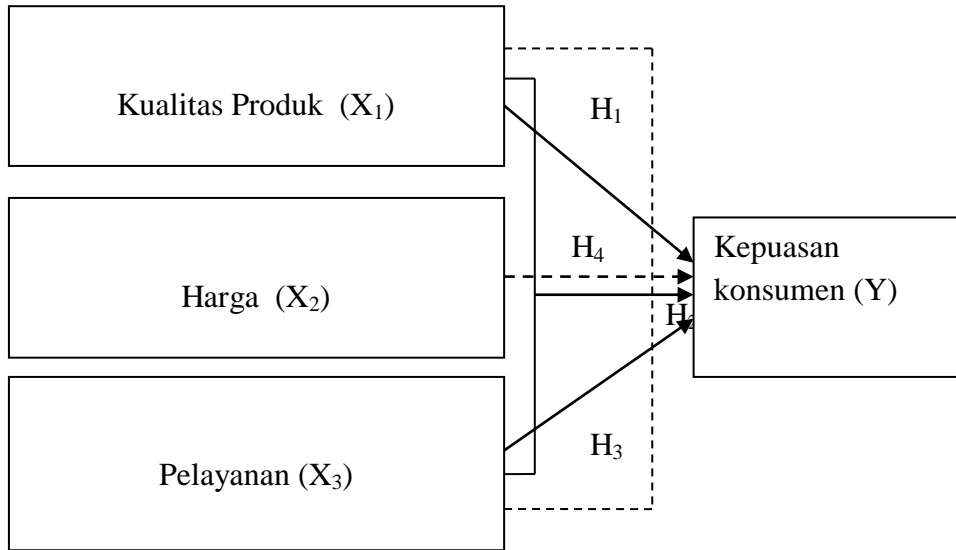 Kualitas Produk (X₁)
H₁
H₄
Kepuasan
konsumen (Y)
Harga (X₂)
H₂
H₃
Pelayanan (X₃)